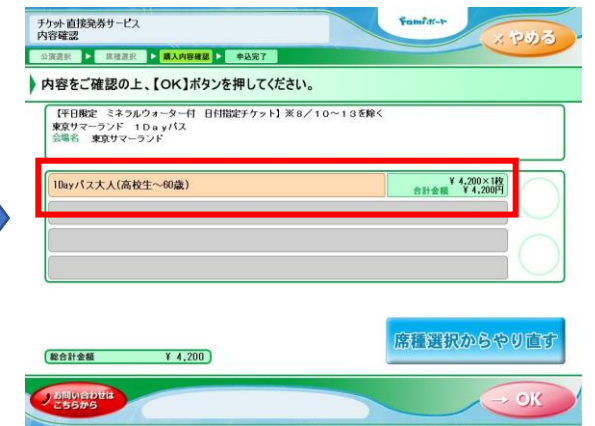 チケット直接発券サービス
内容確認
Famiポート
×やめる
公演選択 ▶ 席種選択 ▶ 購入内容確認 ▶ 申込完了
内容をご確認の上、【OK】ボタンを押してください。
【平日限定 ミネラルウォーター付 日付指定チケット】※8/10~13を除く
東京サマーランド 1Dayパス
会場名 東京サマーランド
1Dayパス大人(高校生~60歳)
¥ 4,200×1枚
合計金額 ¥ 4,200円
席種選択からやり直す
総合計金額 ¥ 4,200
お問い合わせは
こちらから
→ OK